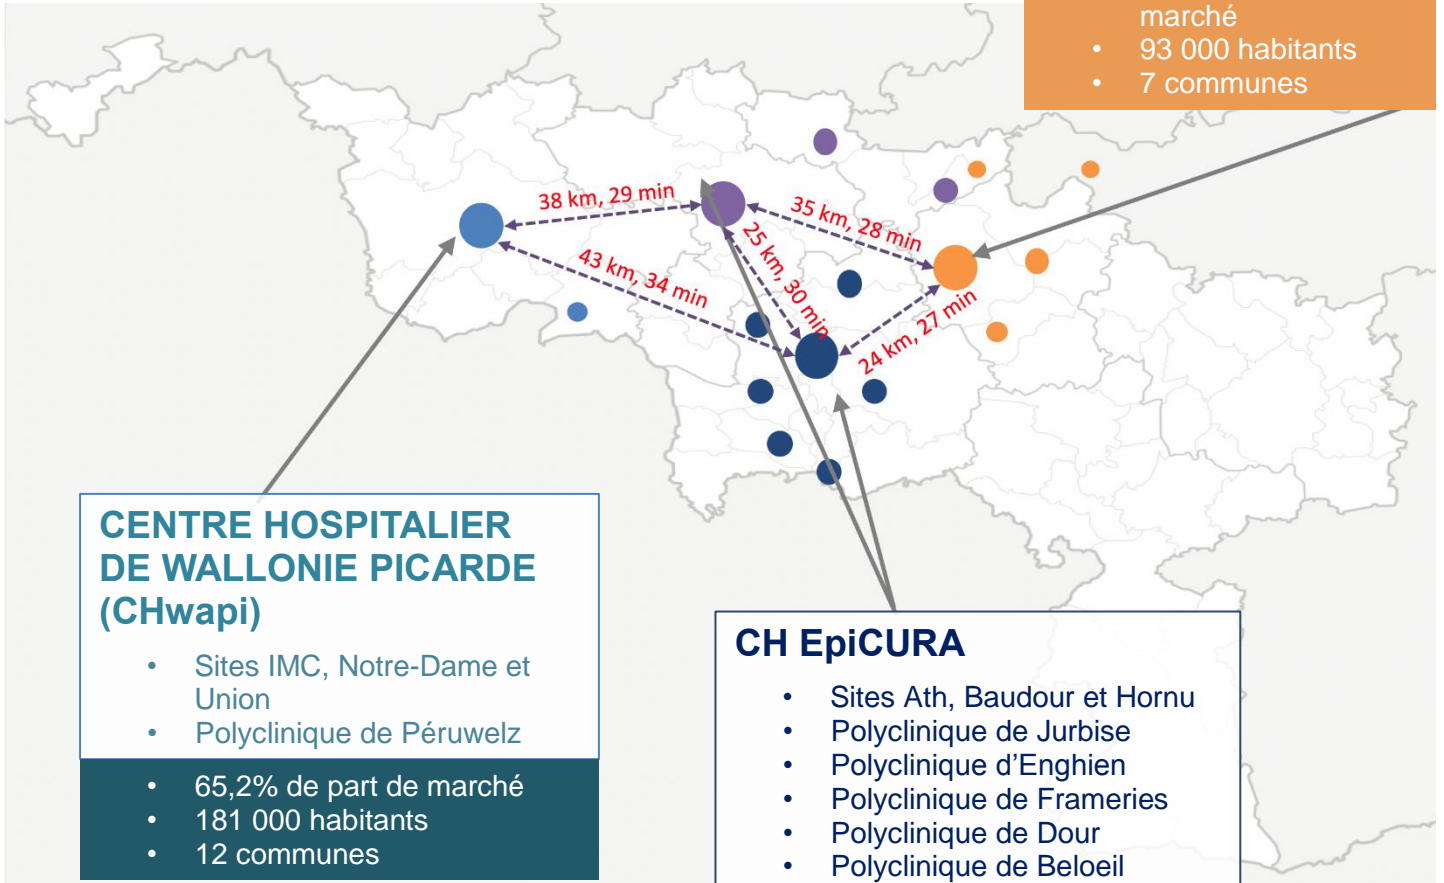 marché
• 93 000 habitants
• 7 communes
38 km, 29 min
35 km, 28 min
25 km, 30 min
43 km, 34 min
24 km, 27 min
CENTRE HOSPITALIER
DE WALLONIE PICARDE
(CHwapi)
• Sites IMC, Notre-Dame et
Union
• Polyclinique de Péruwelz
• 65,2% de part de marché
• 181 000 habitants
• 12 communes
CH EpiCURA
• Sites Ath, Baudour et Hornu
• Polyclinique de Jurbise
• Polyclinique d'Enghien
• Polyclinique de Frameries
• Polyclinique de Dour
• Polyclinique de Beloeil